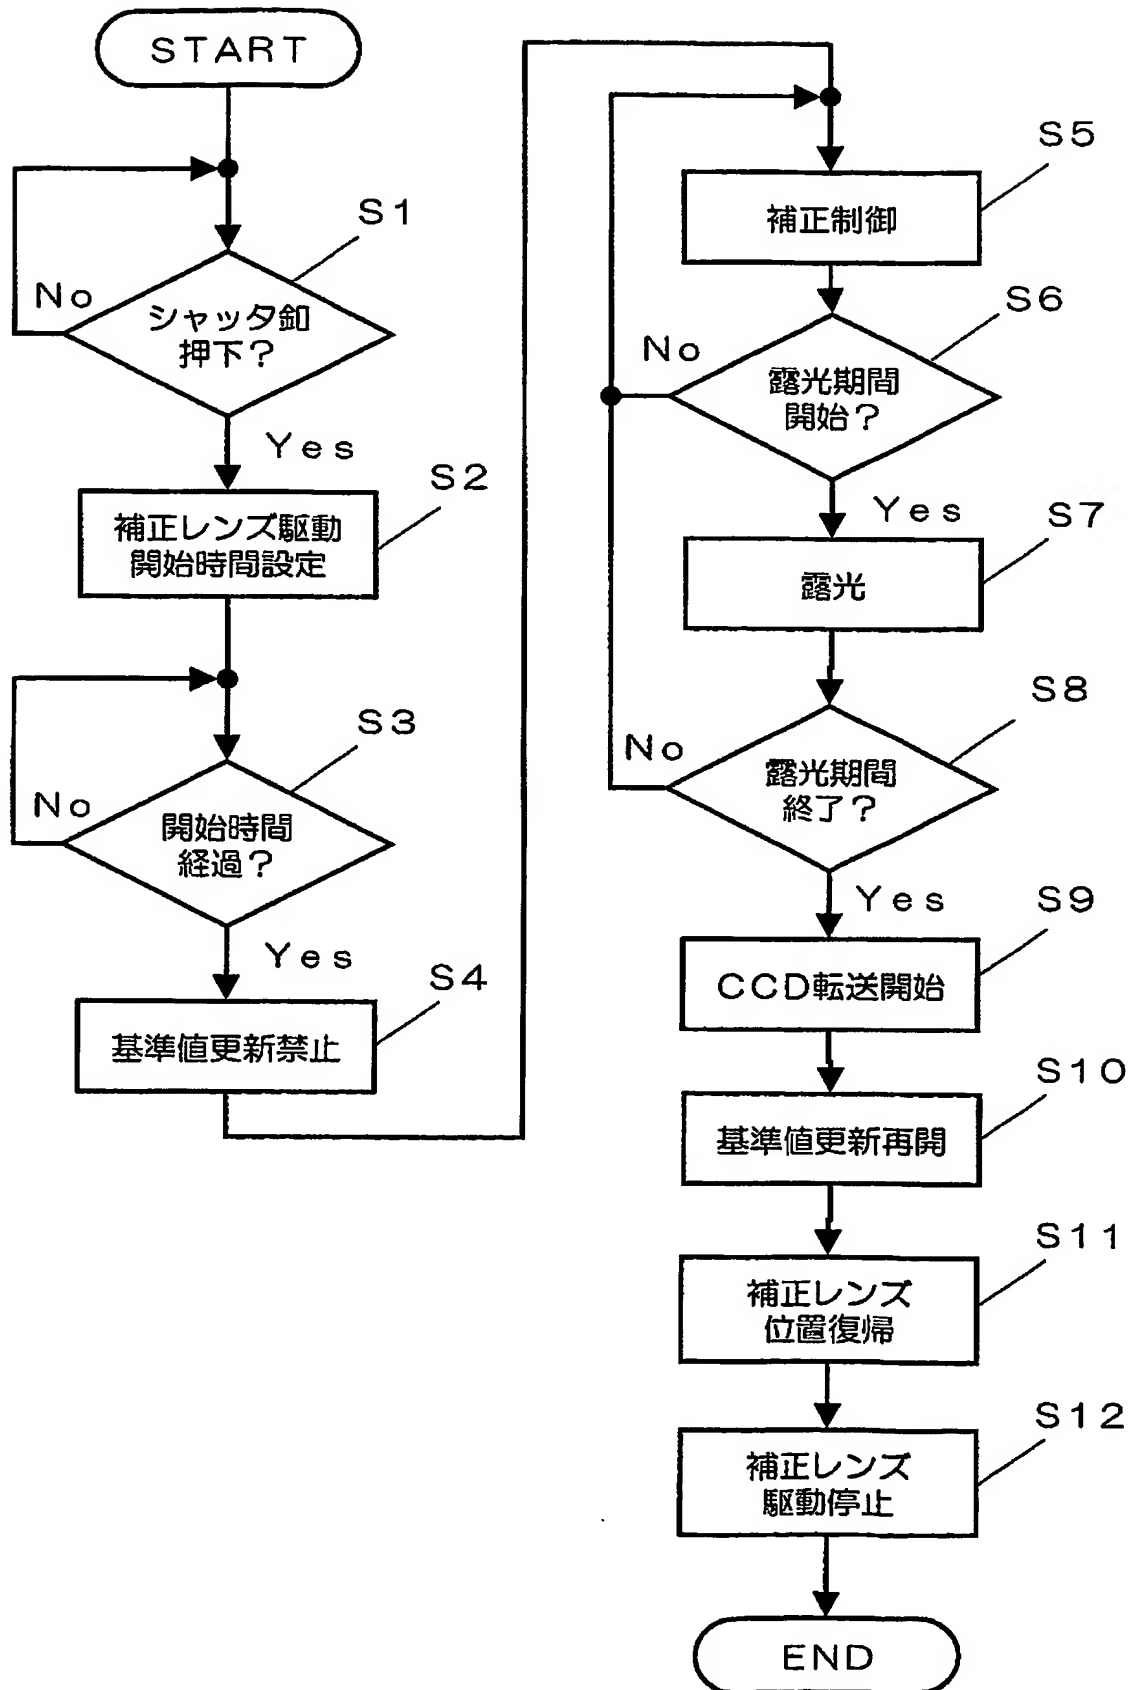 START
S1
No
シャッタ釦
押下？
Yes
S2
補正レンズ駆動
開始時間設定
S3
No
開始時間
経過？
Yes
S4
基準値更新禁止
S5
補正制御
S6
No
露光期間
開始？
Yes
S7
露光
S8
No
露光期間
終了？
Yes
S9
CCD転送開始
S10
基準値更新再開
S11
補正レンズ
位置復帰
S12
補正レンズ
駆動停止
END